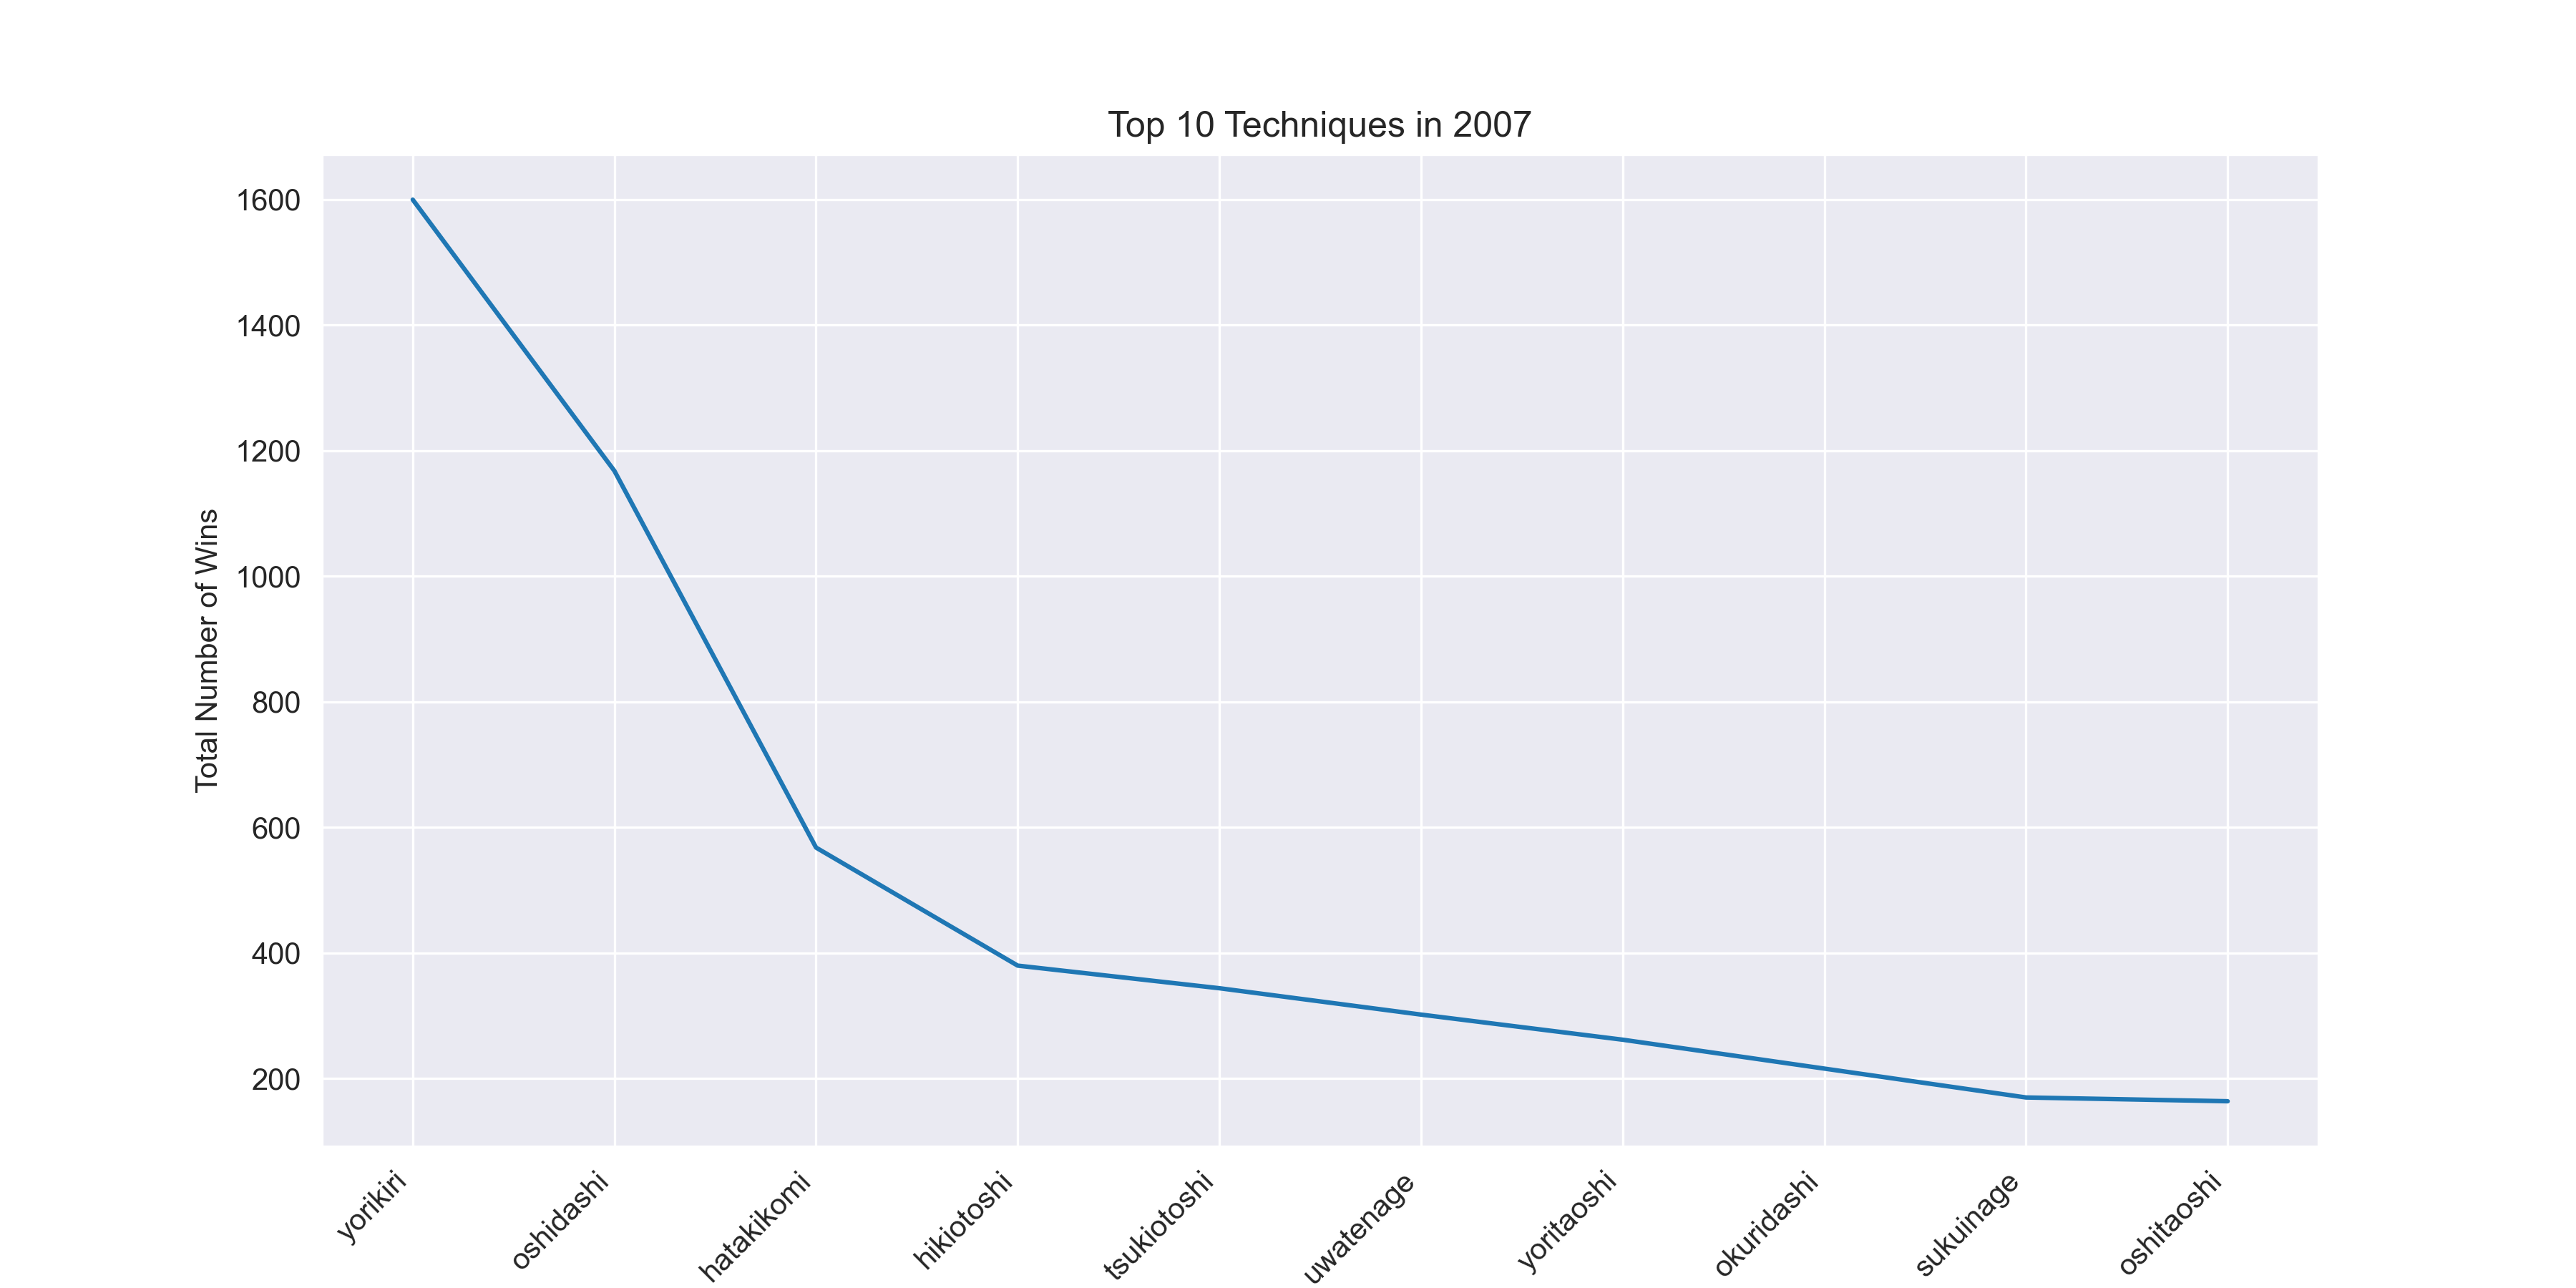 Top 10 Techniques in 2007
Total Number of Wins
1600
1400
1200
1000
800
600
400
200
yorikiri
oshidashi
hatakikomi
hikiotoshi
tsukiotoshi
uwatenage
yoritaoshi
okuridashi
sukuinage
oshitaoshi